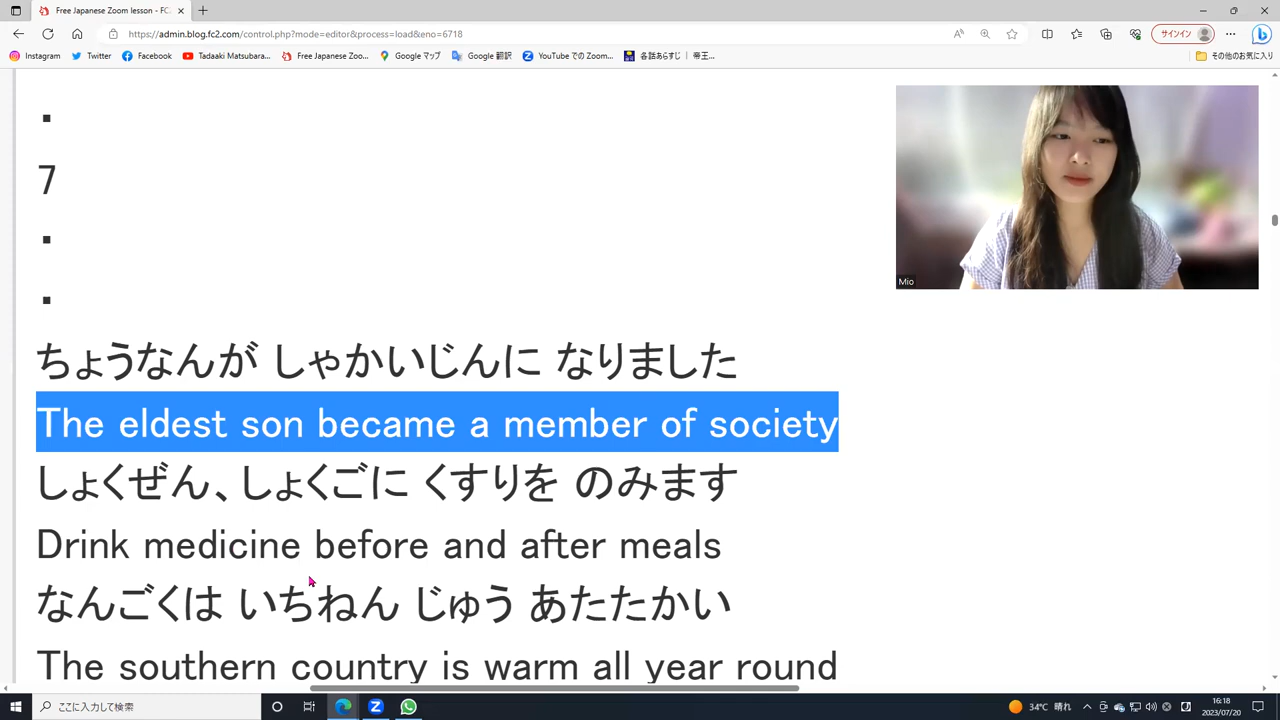 Free Japanese Zoom lesson - FC2
https://admin.blog.fc2.com/control.php?mode=editor&process=load&eno=6718
サインイン
Instagram
Twitter
Facebook
Tadaaki Matsubara...
Free Japanese Zoo...
Google マップ
Google 翻訳
YouTube での Zoom...
各話あらすじ | 帝王...
その他のお気に入り
.
7
.
.
ちょうなんが しゃかいじんに なりました
The eldest son became a member of society
しょくぜん、しょくごに くすりを のみます
Drink medicine before and after meals
なんごくは いちねん じゅう あたたかい
The southern country is warm all year round
Mio
ここに入力して検索
34℃ 晴れ
16:18
2023/07/20